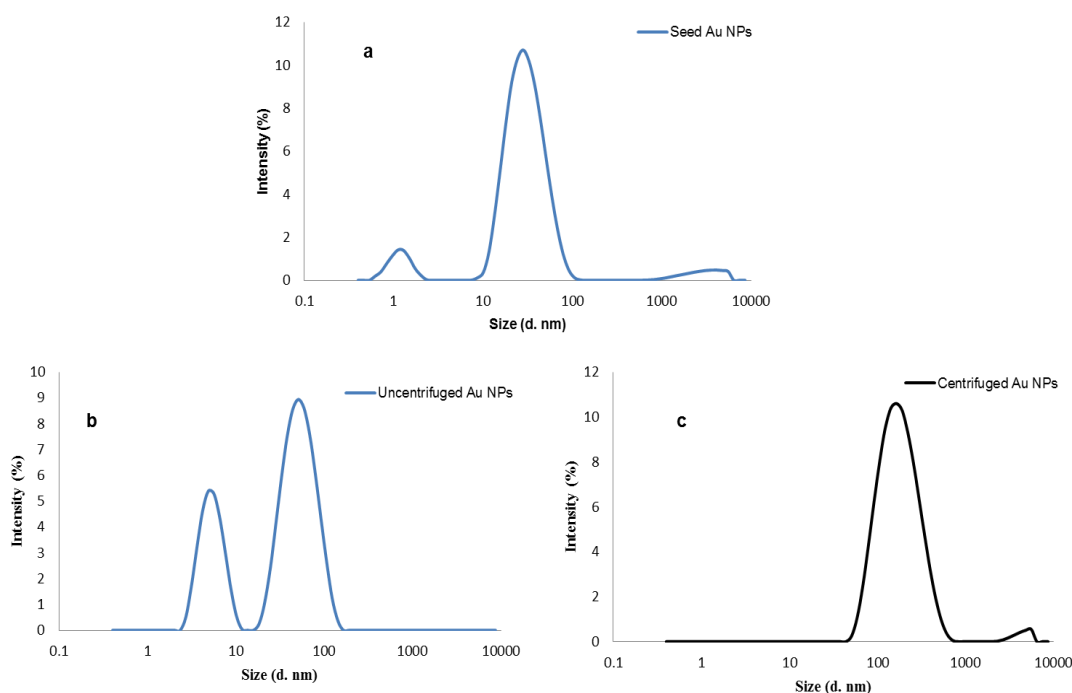 12
10
8
6
4
2
0
Intensity (%)
a
Seed Au NPs
0.1 1 10 100 1000 10000
Size (d. nm)
10
9
8
7
6
5
4
3
2
1
0
Intensity (%)
b
Uncentrifuged Au NPs
0.1 1 10 100 1000 10000
Size (d. nm)
12
10
8
6
4
2
0
Intensity (%)
c
Centrifuged Au NPs
0.1 1 10 100 1000 10000
Size (d. nm)